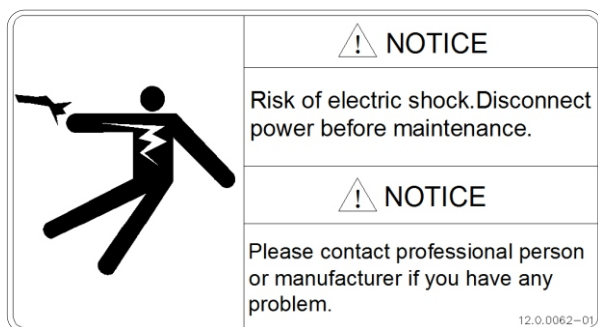 NOTICE
Risk of electric shock.Disconnect
power before maintenance.
NOTICE
Please contact professional person
or manufacturer if you have any
problem.
12.0.0062-01